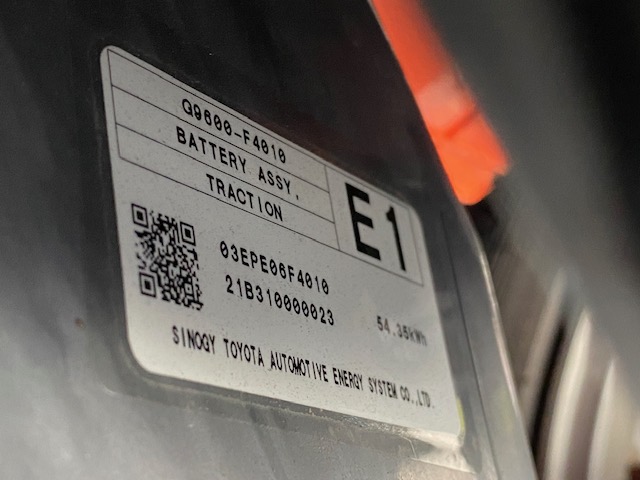 G9600-F4010
BATTERY ASSY,
TRACTION
E1
03EPE06F4010
21B310000023
54.35kWh
SINOGY TOYOTA AUTOMOTIVE ENERGY SYSTEM CO.,LTD.